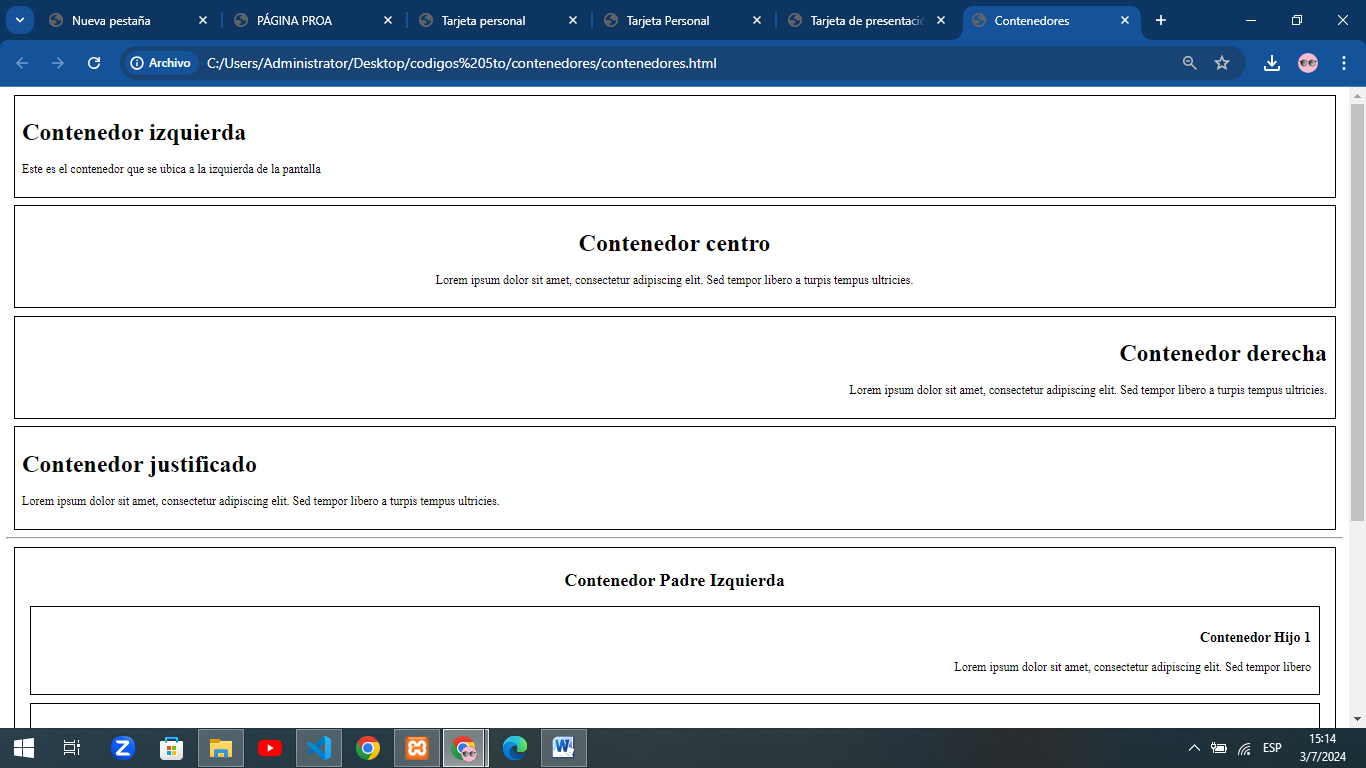 Nueva pestaña
PÁGINA PROA
Tarjeta personal
Tarjeta Personal
Tarjeta de presentació
Contenedores
Archivo
C:/Users/Administrator/Desktop/codigos%205to/contenedores/contenedores.html
Contenedor izquierda
Este es el contenedor que se ubica a la izquierda de la pantalla
Contenedor centro
Lorem ipsum dolor sit amet, consectetur adipiscing elit. Sed tempor libero a turpis tempus ultricies.
Contenedor derecha
Lorem ipsum dolor sit amet, consectetur adipiscing elit. Sed tempor libero a turpis tempus ultricies.
Contenedor justificado
Lorem ipsum dolor sit amet, consectetur adipiscing elit. Sed tempor libero a turpis tempus ultricies.
Contenedor Padre Izquierda
Contenedor Hijo 1
Lorem ipsum dolor sit amet, consectetur adipiscing elit. Sed tempor libero
ESP
15:14
3/7/2024